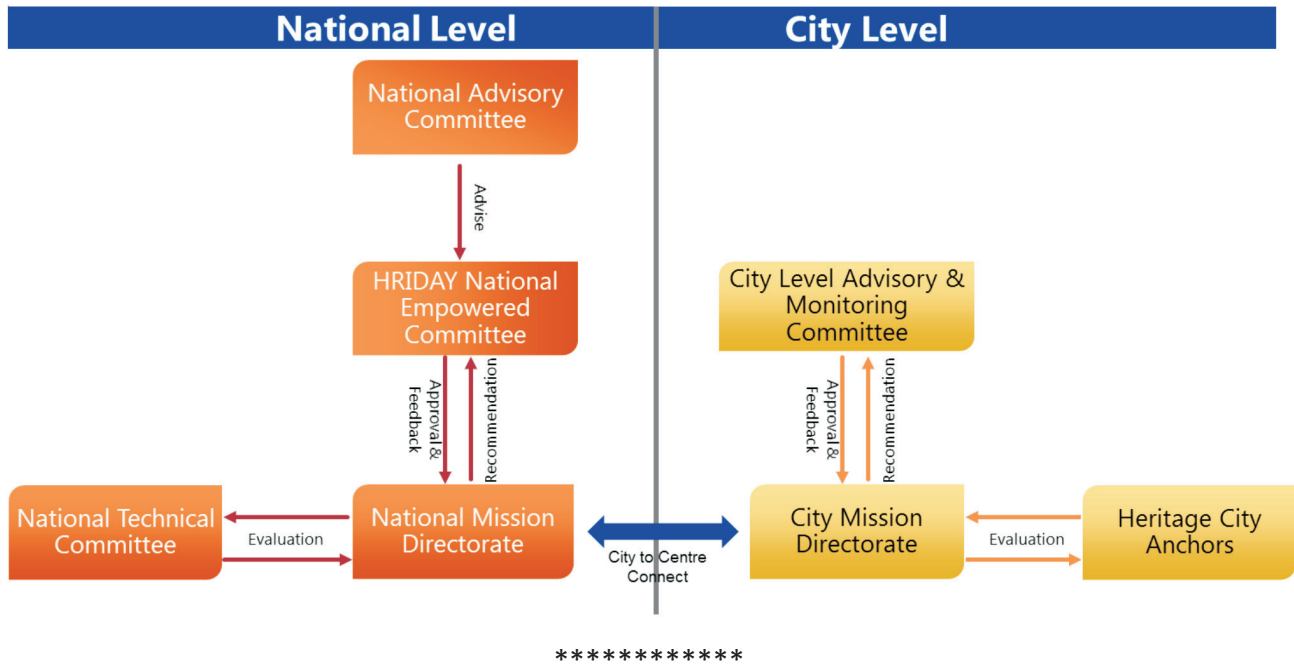 National Level
City Level
National Advisory
Committee
Advise
HRIDAY National
Empowered
Committee
City Level Advisory &
Monitoring
Committee
Approval &
Feedback
Recommendation
Approval &
Feedback
Recommendation
National Technical
Committee
Evaluation
National Mission
Directorate
City to Centre
Connect
City Mission
Directorate
Evaluation
Heritage City
Anchors
************